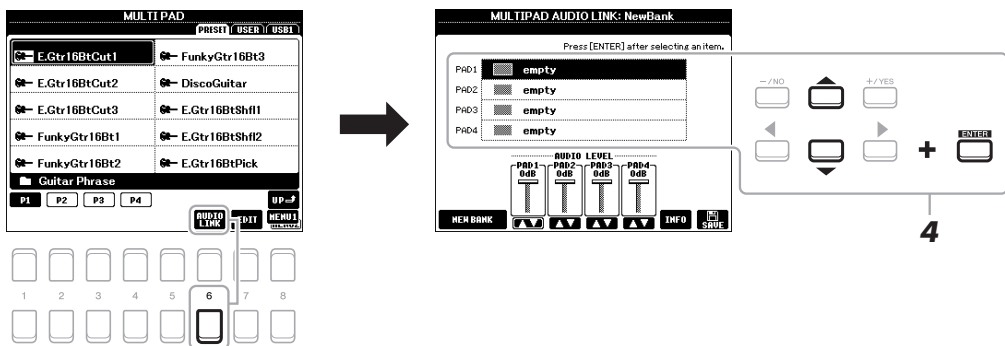 MULTI PAD
PRESET USER USB1
E.Gtr16BtCut1 FunkyGtr16Bt3
E.Gtr16BtCut2 DiscoGuitar
E.Gtr16BtCut3 E.Gtr16BtShfl1
FunkyGtr16Bt1 E.Gtr16BtShfl2
FunkyGtr16Bt2 E.Gtr16BtPick
Guitar Phrase
P1 P2 P3 P4 UP
AUDIO LINK EDIT MENU1
1 2 3 4 5 6 7 8
MULTIPAD AUDIO LINK: NewBank
Press [ENTER] after selecting an item.
PAD1 empty
PAD2 empty
PAD3 empty
PAD4 empty
AUDIO LEVEL
PAD1 PAD2 PAD3 PAD4
0dB 0dB 0dB 0dB
NEW BANK INFO SAVE
–/NO +/YES
ENTER
+
4